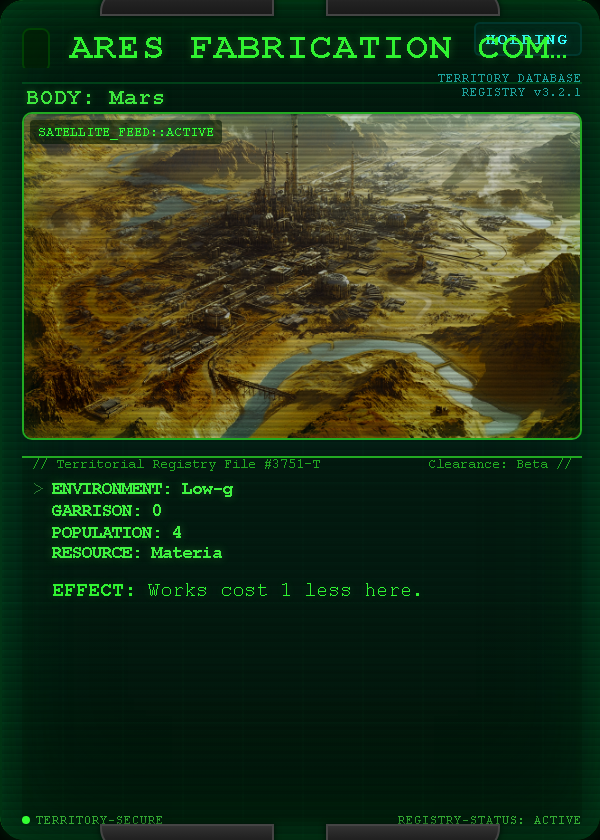 ARES FABRICATION COM…
HOLDING
TERRITORY DATABASE
REGISTRY v3.2.1
BODY: Mars
SATELLITE_FEED::ACTIVE
// Territorial Registry File #3751-T
Clearance: Beta //
> ENVIRONMENT: Low-g
GARRISON: 0
POPULATION: 4
RESOURCE: Materia
EFFECT: Works cost 1 less here.
TERRITORY-SECURE
REGISTRY-STATUS: ACTIVE